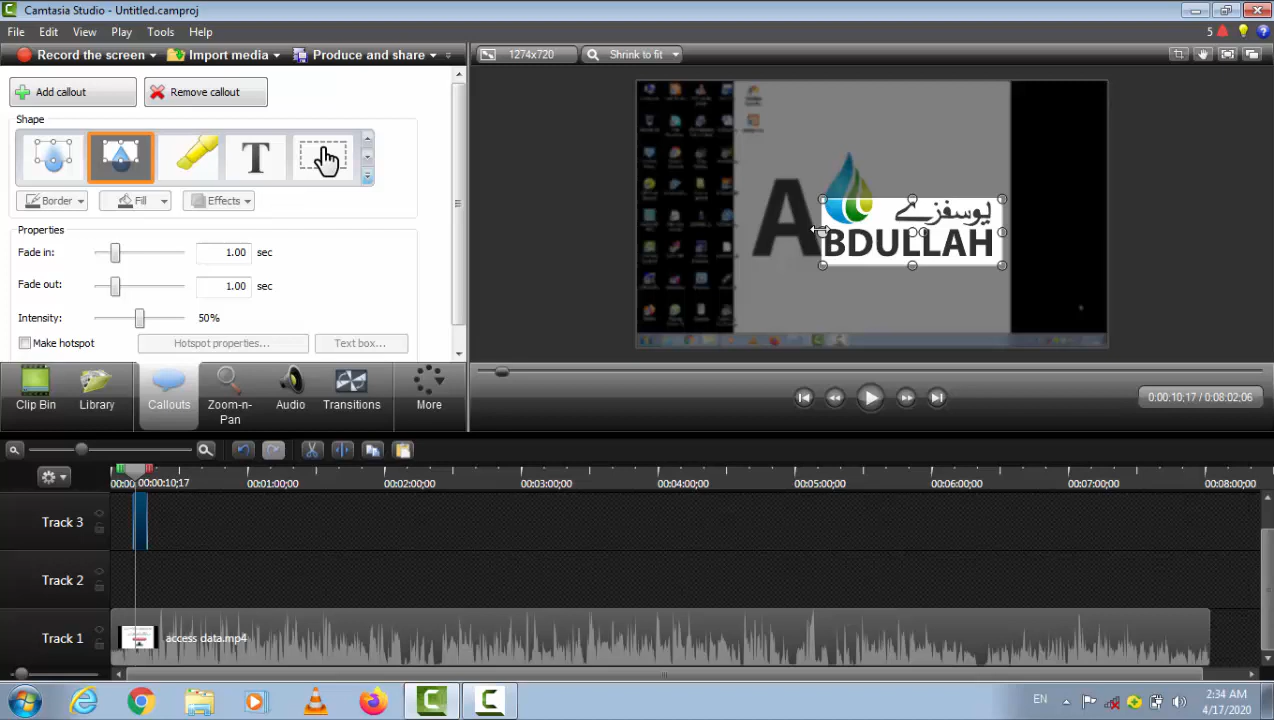 Camtasia Studio - Untitled.camproj
File Edit View Play Tools Help
5
Record the screen Import media Produce and share
1274x720 Shrink to fit
Add callout Remove callout
Shape
T
Border Fill Effects
Properties
Fade in: 1.00 sec
Fade out: 1.00 sec
Intensity: 50%
Make hotspot Hotspot properties... Text box...
یوسفزے
ABDULLAH
Clip Bin Library Callouts Zoom-n-Pan Audio Transitions More
0:00:10;17 / 0:08:02;06
00:00 00:00:10;17 00:01:00;00 00:02:00;00 00:03:00;00 00:04:00;00 00:05:00;00 00:06:00;00 00:07:00;00 00:08:00;00
Track 3
Track 2
Track 1 access data.mp4
EN 2:34 AM
4/17/2020